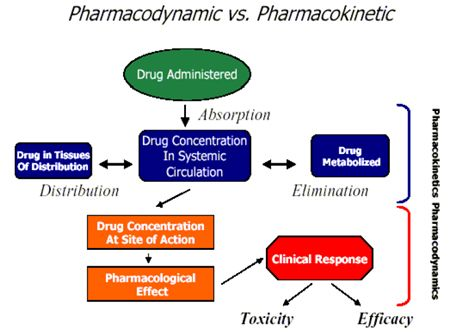 Pharmacodynamic vs. Pharmacokinetic
Drug Administered
Absorption
Drug in Tissues
Of Distribution
Drug Concentration
In Systemic
Circulation
Drug
Metabolized
Distribution
Elimination
Pharmacokinetics
Drug Concentration
At Site of Action
Pharmacological
Effect
Clinical Response
Toxicity
Efficacy
Pharmacodynamics